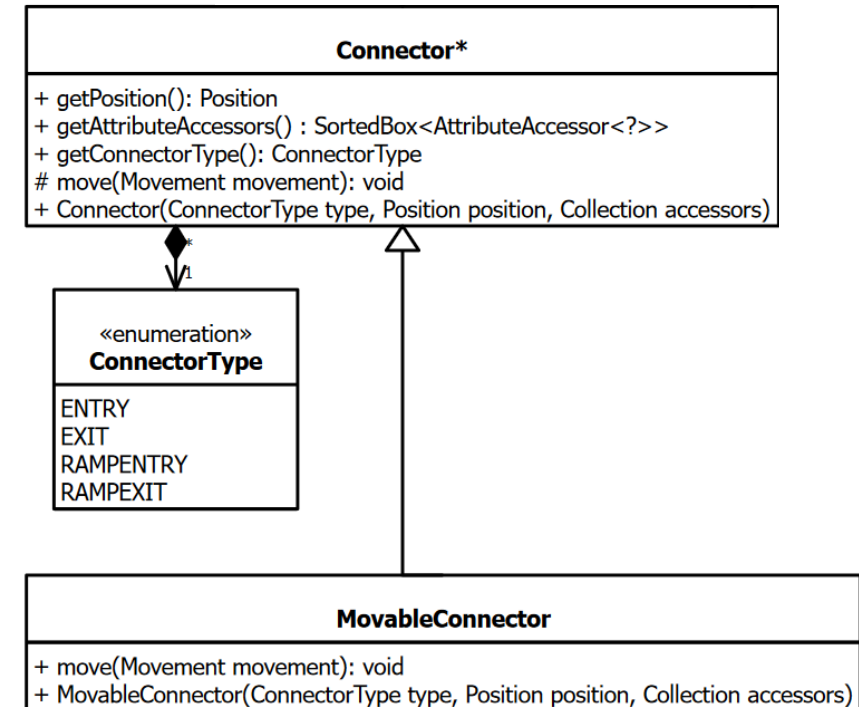 Connector*
+ getPosition(): Position
+ getAttributeAccessors() : SortedBox<AttributeAccessor<?>>
+ getConnectorType(): ConnectorType
# move(Movement movement): void
+ Connector(ConnectorType type, Position position, Collection accessors)
*
1
«enumeration»
ConnectorType
ENTRY
EXIT
RAMPENTRY
RAMPEXIT
MovableConnector
+ move(Movement movement): void
+ MovableConnector(ConnectorType type, Position position, Collection accessors)